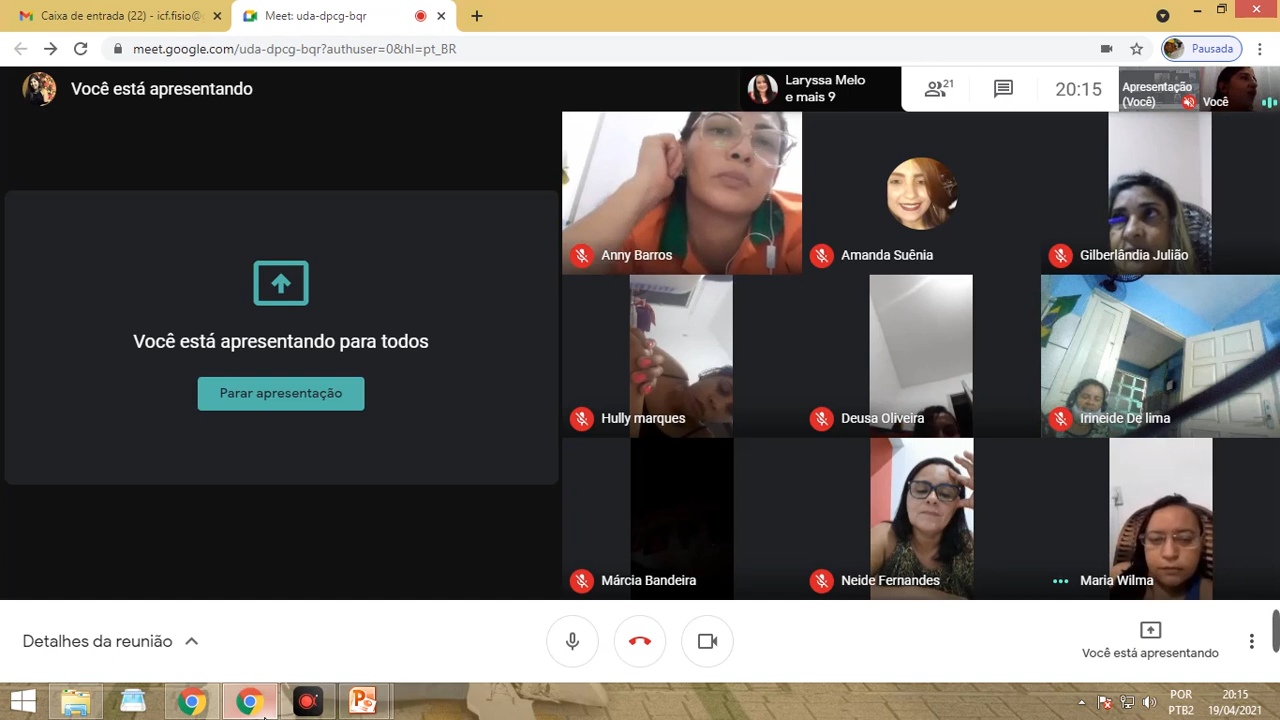 Caixa de entrada (22) - icf.fisio@
Meet: uda-dpcg-bqr
meet.google.com/uda-dpcg-bqr?authuser=0&hl=pt_BR
Pausada
Você está apresentando
Laryssa Melo
e mais 9
21
20:15
Apresentação
(Você)
Você
Anny Barros
Amanda Suênia
Gilberlândia Julião
Você está apresentando para todos
Parar apresentação
Hully marques
Deusa Oliveira
Irineide De lima
Márcia Bandeira
Neide Fernandes
Maria Wilma
Detalhes da reunião
Você está apresentando
POR
PTB2
20:15
19/04/2021